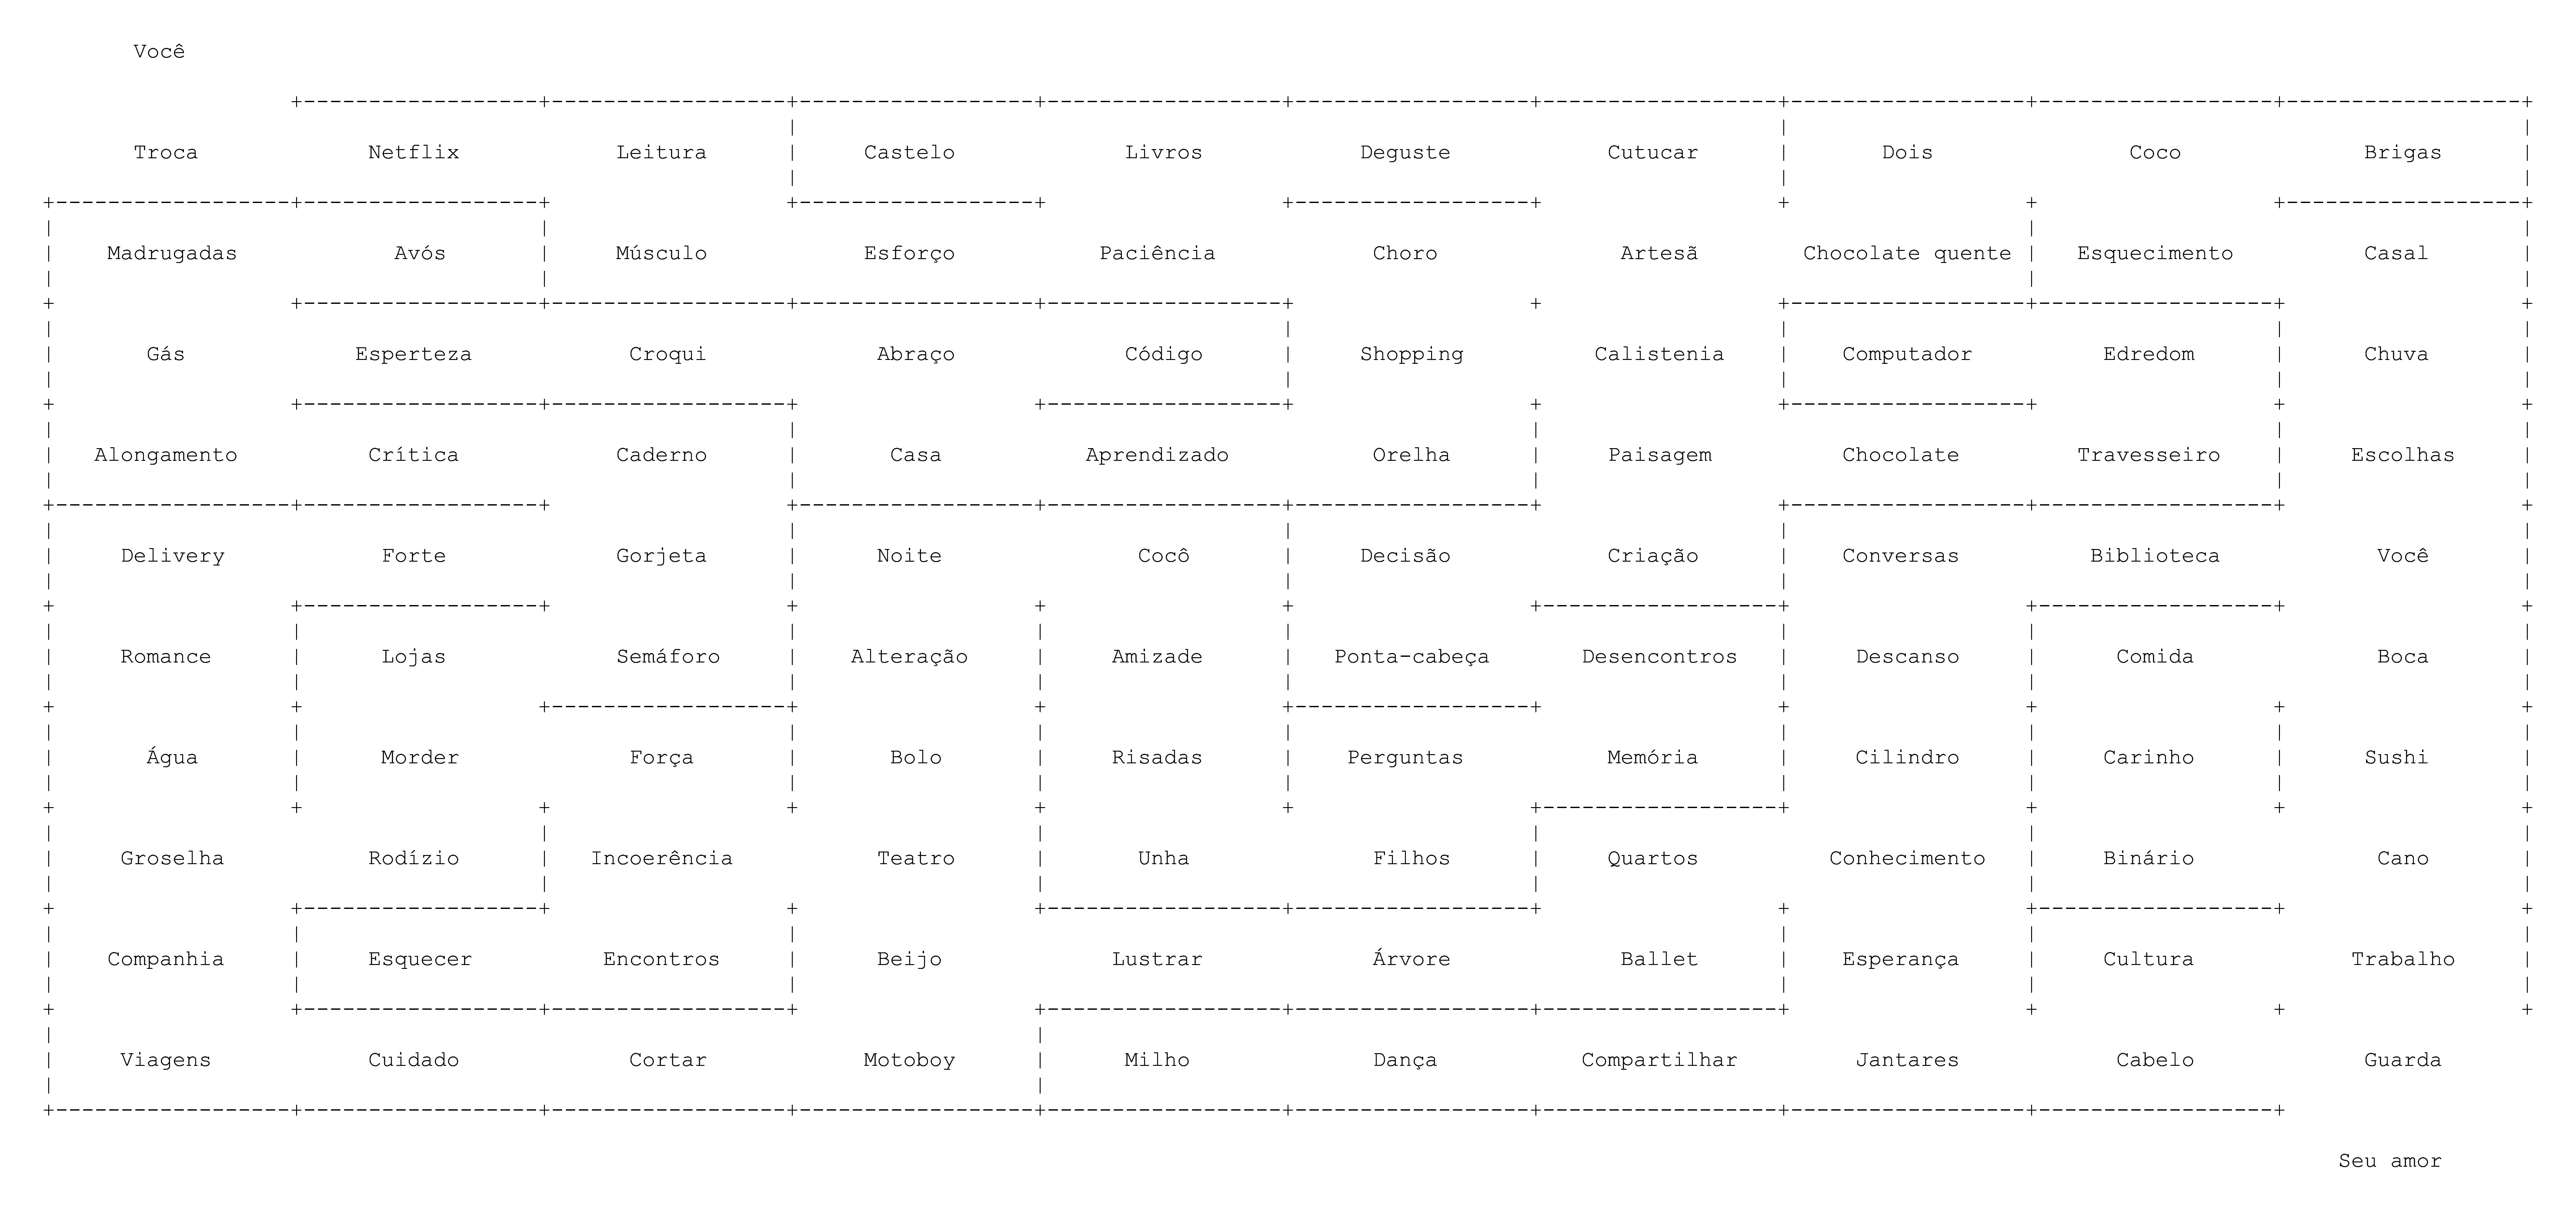 Você
Troca Netflix Leitura Castelo Livros Deguste Cutucar Dois Coco Brigas
Madrugadas Avós Músculo Esforço Paciência Choro Artesã Chocolate quente Esquecimento Casal
Gás Esperteza Croqui Abraço Código Shopping Calistenia Computador Edredom Chuva
Alongamento Crítica Caderno Casa Aprendizado Orelha Paisagem Chocolate Travesseiro Escolhas
Delivery Forte Gorjeta Noite Cocô Decisão Criação Conversas Biblioteca Você
Romance Lojas Semáforo Alteração Amizade Ponta-cabeça Desencontros Descanso Comida Boca
Água Morder Força Bolo Risadas Perguntas Memória Cilindro Carinho Sushi
Groselha Rodízio Incoerência Teatro Unha Filhos Quartos Conhecimento Binário Cano
Companhia Esquecer Encontros Beijo Lustrar Árvore Ballet Esperança Cultura Trabalho
Viagens Cuidado Cortar Motoboy Milho Dança Compartilhar Jantares Cabelo Guarda
Seu amor